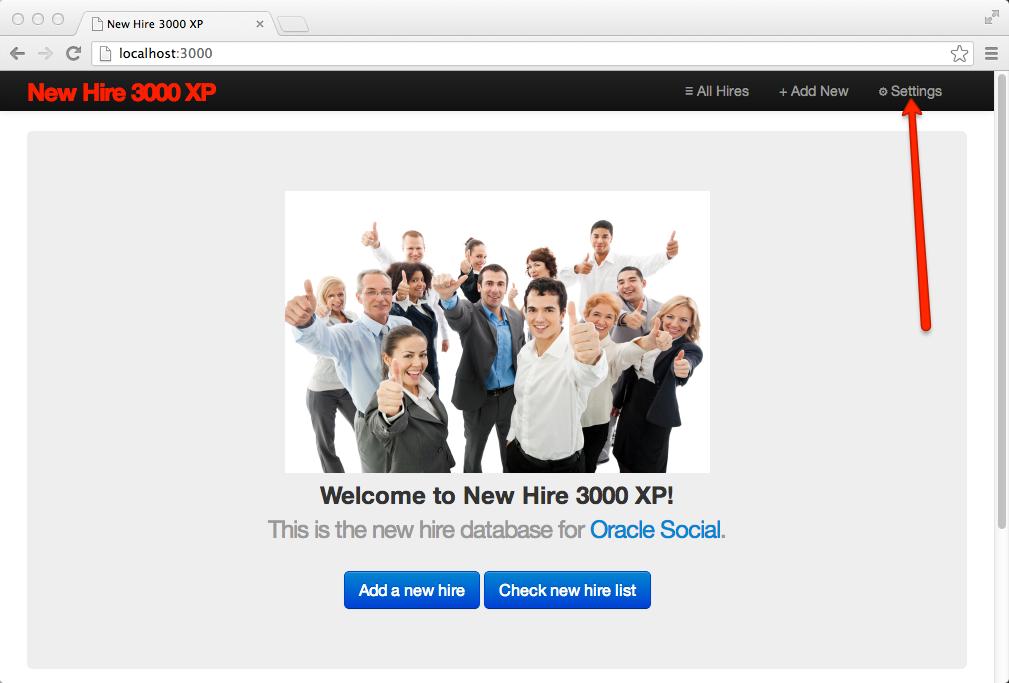 New Hire 3000 XP
localhost:3000
New Hire 3000 XP
≡ All Hires + Add New ⚙ Settings
Welcome to New Hire 3000 XP!
This is the new hire database for Oracle Social.
Add a new hire Check new hire list